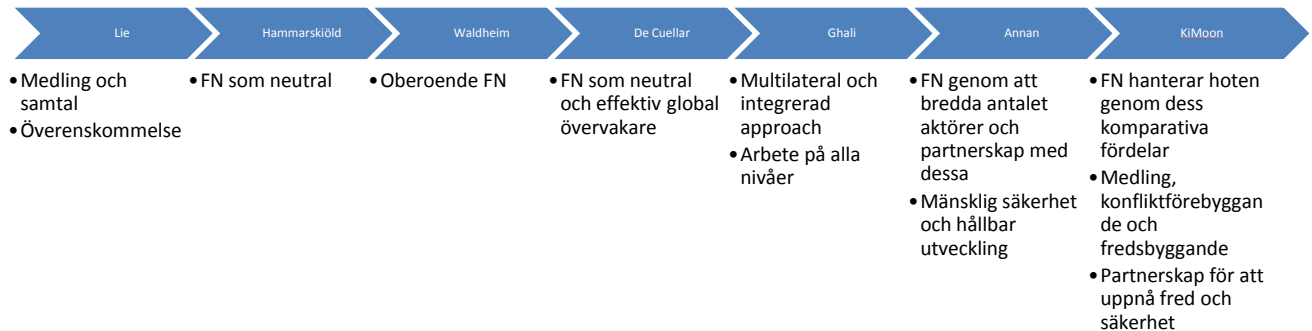 Lie
Hammarskiöld
Waldheim
De Cuellar
Ghali
Annan
KiMoon
•Medling och
samtal
•Överenskommelse
•FN som neutral
•Oberoende FN
•FN som neutral
och effektiv global
övervakare
•Multilateral och
integrerad
approach
•Arbete på alla
nivåer
•FN genom att
bredda antalet
aktörer och
partnerskap med
dessa
•Mänsklig säkerhet
och hållbar
utveckling
•FN hanterar hoten
genom dess
komparativa
fördelar
•Medling,
konfliktförebyggan
de och
fredsbyggande
•Partnerskap för att
uppnå fred och
säkerhet